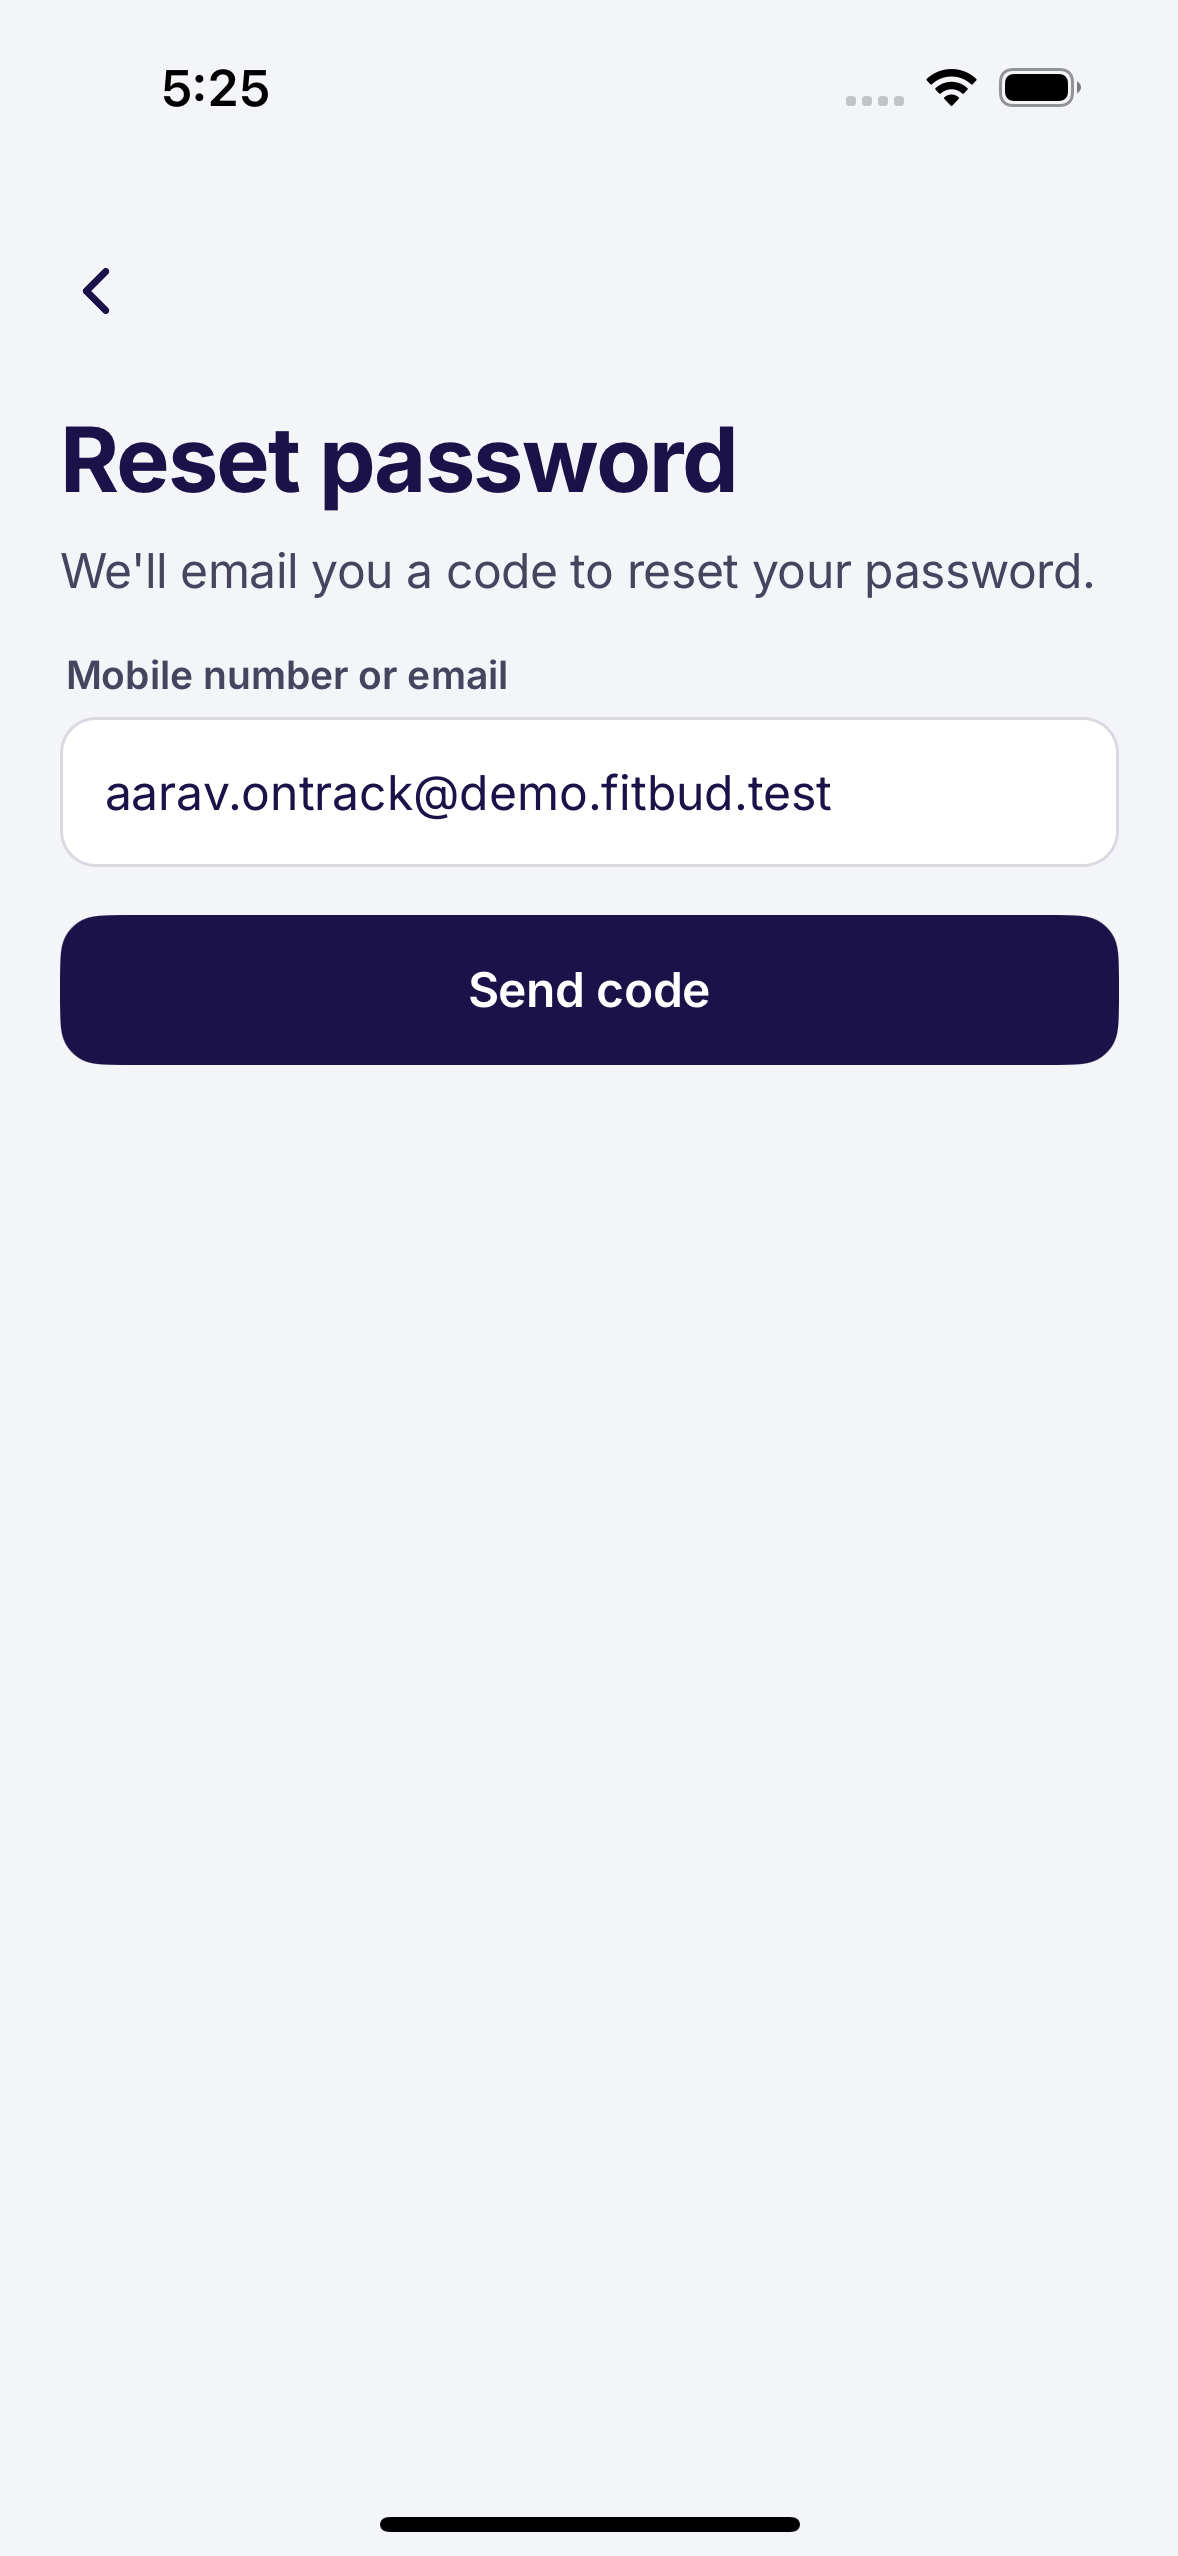 5:25
Reset password
We'll email you a code to reset your password.
Mobile number or email
aarav.ontrack@demo.fitbud.test
Send code